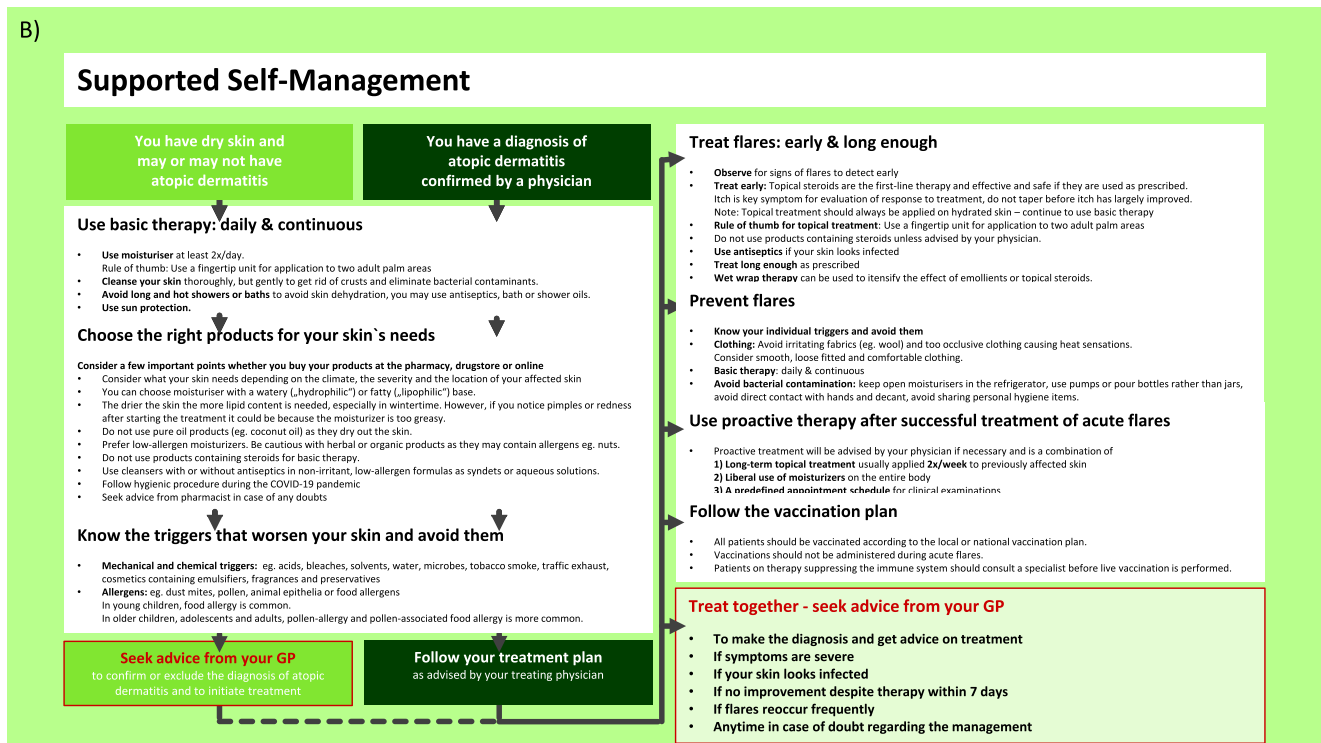 B)
Supported Self-Management
You have dry skin and
may or may not have
atopic dermatitis
You have a diagnosis of
atopic dermatitis
confirmed by a physician
Use basic therapy: daily & continuous
• Use moisturiser at least 2x/day.
Rule of thumb: Use a fingertip unit for application to two adult palm areas
• Cleanse your skin thoroughly, but gently to get rid of crusts and eliminate bacterial contaminants.
• Avoid long and hot showers or baths to avoid skin dehydration, you may use antiseptics, bath or shower oils.
• Use sun protection.
Choose the right products for your skin`s needs
Consider a few important points whether you buy your products at the pharmacy, drugstore or online
• Consider what your skin needs depending on the climate, the severity and the location of your affected skin
• You can choose moisturiser with a watery („hydrophilic“) or fatty („lipophilic“) base.
• The drier the skin the more lipid content is needed, especially in wintertime. However, if you notice pimples or redness
after starting the treatment it could be because the moisturizer is too greasy.
• Do not use pure oil products (eg. coconut oil) as they dry out the skin.
• Prefer low-allergen moisturizers. Be cautious with herbal or organic products as they may contain allergens eg. nuts.
• Do not use products containing steroids for basic therapy.
• Use cleansers with or without antiseptics in non-irritant, low-allergen formulas as syndets or aqueous solutions.
• Follow hygienic procedure during the COVID-19 pandemic
• Seek advice from pharmacist in case of any doubts
Know the triggers that worsen your skin and avoid them
• Mechanical and chemical triggers: eg. acids, bleaches, solvents, water, microbes, tobacco smoke, traffic exhaust,
cosmetics containing emulsifiers, fragrances and preservatives
• Allergens: eg. dust mites, pollen, animal epithelia or food allergens
In young children, food allergy is common.
In older children, adolescents and adults, pollen-allergy and pollen-associated food allergy is more common.
Seek advice from your GP
to confirm or exclude the diagnosis of atopic
dermatitis and to initiate treatment
Follow your treatment plan
as advised by your treating physician
Treat flares: early & long enough
• Observe for signs of flares to detect early
• Treat early: Topical steroids are the first-line therapy and effective and safe if they are used as prescribed.
Itch is key symptom for evaluation of response to treatment, do not taper before itch has largely improved.
Note: Topical treatment should always be applied on hydrated skin – continue to use basic therapy
• Rule of thumb for topical treatment: Use a fingertip unit for application to two adult palm areas
• Do not use products containing steroids unless advised by your physician.
• Use antiseptics if your skin looks infected
• Treat long enough as prescribed
• Wet wrap therapy can be used to itensify the effect of emollients or topical steroids.
Prevent flares
• Know your individual triggers and avoid them
• Clothing: Avoid irritating fabrics (eg. wool) and too occlusive clothing causing heat sensations.
Consider smooth, loose fitted and comfortable clothing.
• Basic therapy: daily & continuous
• Avoid bacterial contamination: keep open moisturisers in the refrigerator, use pumps or pour bottles rather than jars,
avoid direct contact with hands and decant, avoid sharing personal hygiene items.
Use proactive therapy after successful treatment of acute flares
• Proactive treatment will be advised by your physician if necessary and is a combination of
1) Long-term topical treatment usually applied 2x/week to previously affected skin
2) Liberal use of moisturizers on the entire body
3) A predefined appointment schedule for clinical examinations
Follow the vaccination plan
• All patients should be vaccinated according to the local or national vaccination plan.
• Vaccinations should not be administered during acute flares.
• Patients on therapy suppressing the immune system should consult a specialist before live vaccination is performed.
Treat together - seek advice from your GP
• To make the diagnosis and get advice on treatment
• If symptoms are severe
• If your skin looks infected
• If no improvement despite therapy within 7 days
• If flares reoccur frequently
• Anytime in case of doubt regarding the management